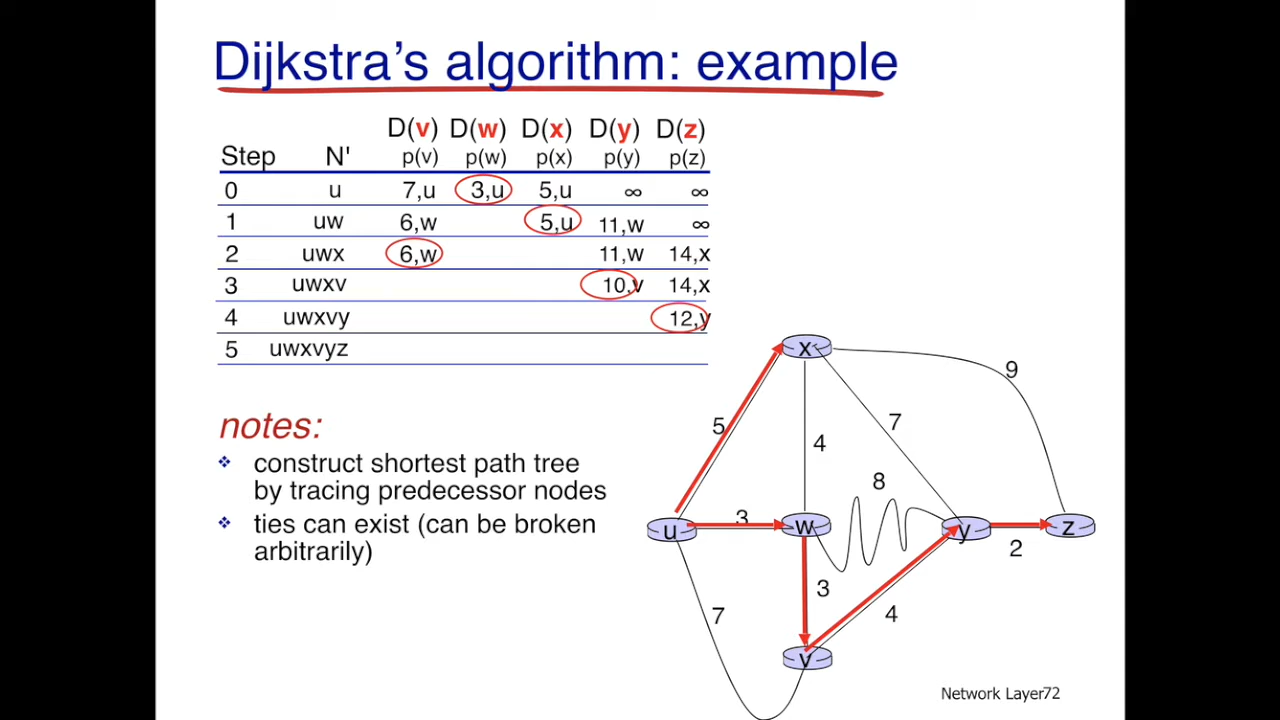 Dijkstra's algorithm: example
D(v) D(w) D(x) D(y) D(z)
Step N' p(v) p(w) p(x) p(y) p(z)
0 u 7,u 3,u 5,u ∞ ∞
1 uw 6,w 5,u 11,w ∞
2 uwx 6,w 11,w 14,x
3 uwxv 10,v 14,x
4 uwxvy 12,y
5 uwxvyz
notes:
❖ construct shortest path tree
by tracing predecessor nodes
❖ ties can exist (can be broken
arbitrarily)
x
9
5
7
4
8
3
u
w
y
z
2
3
7
4
v
Network Layer72